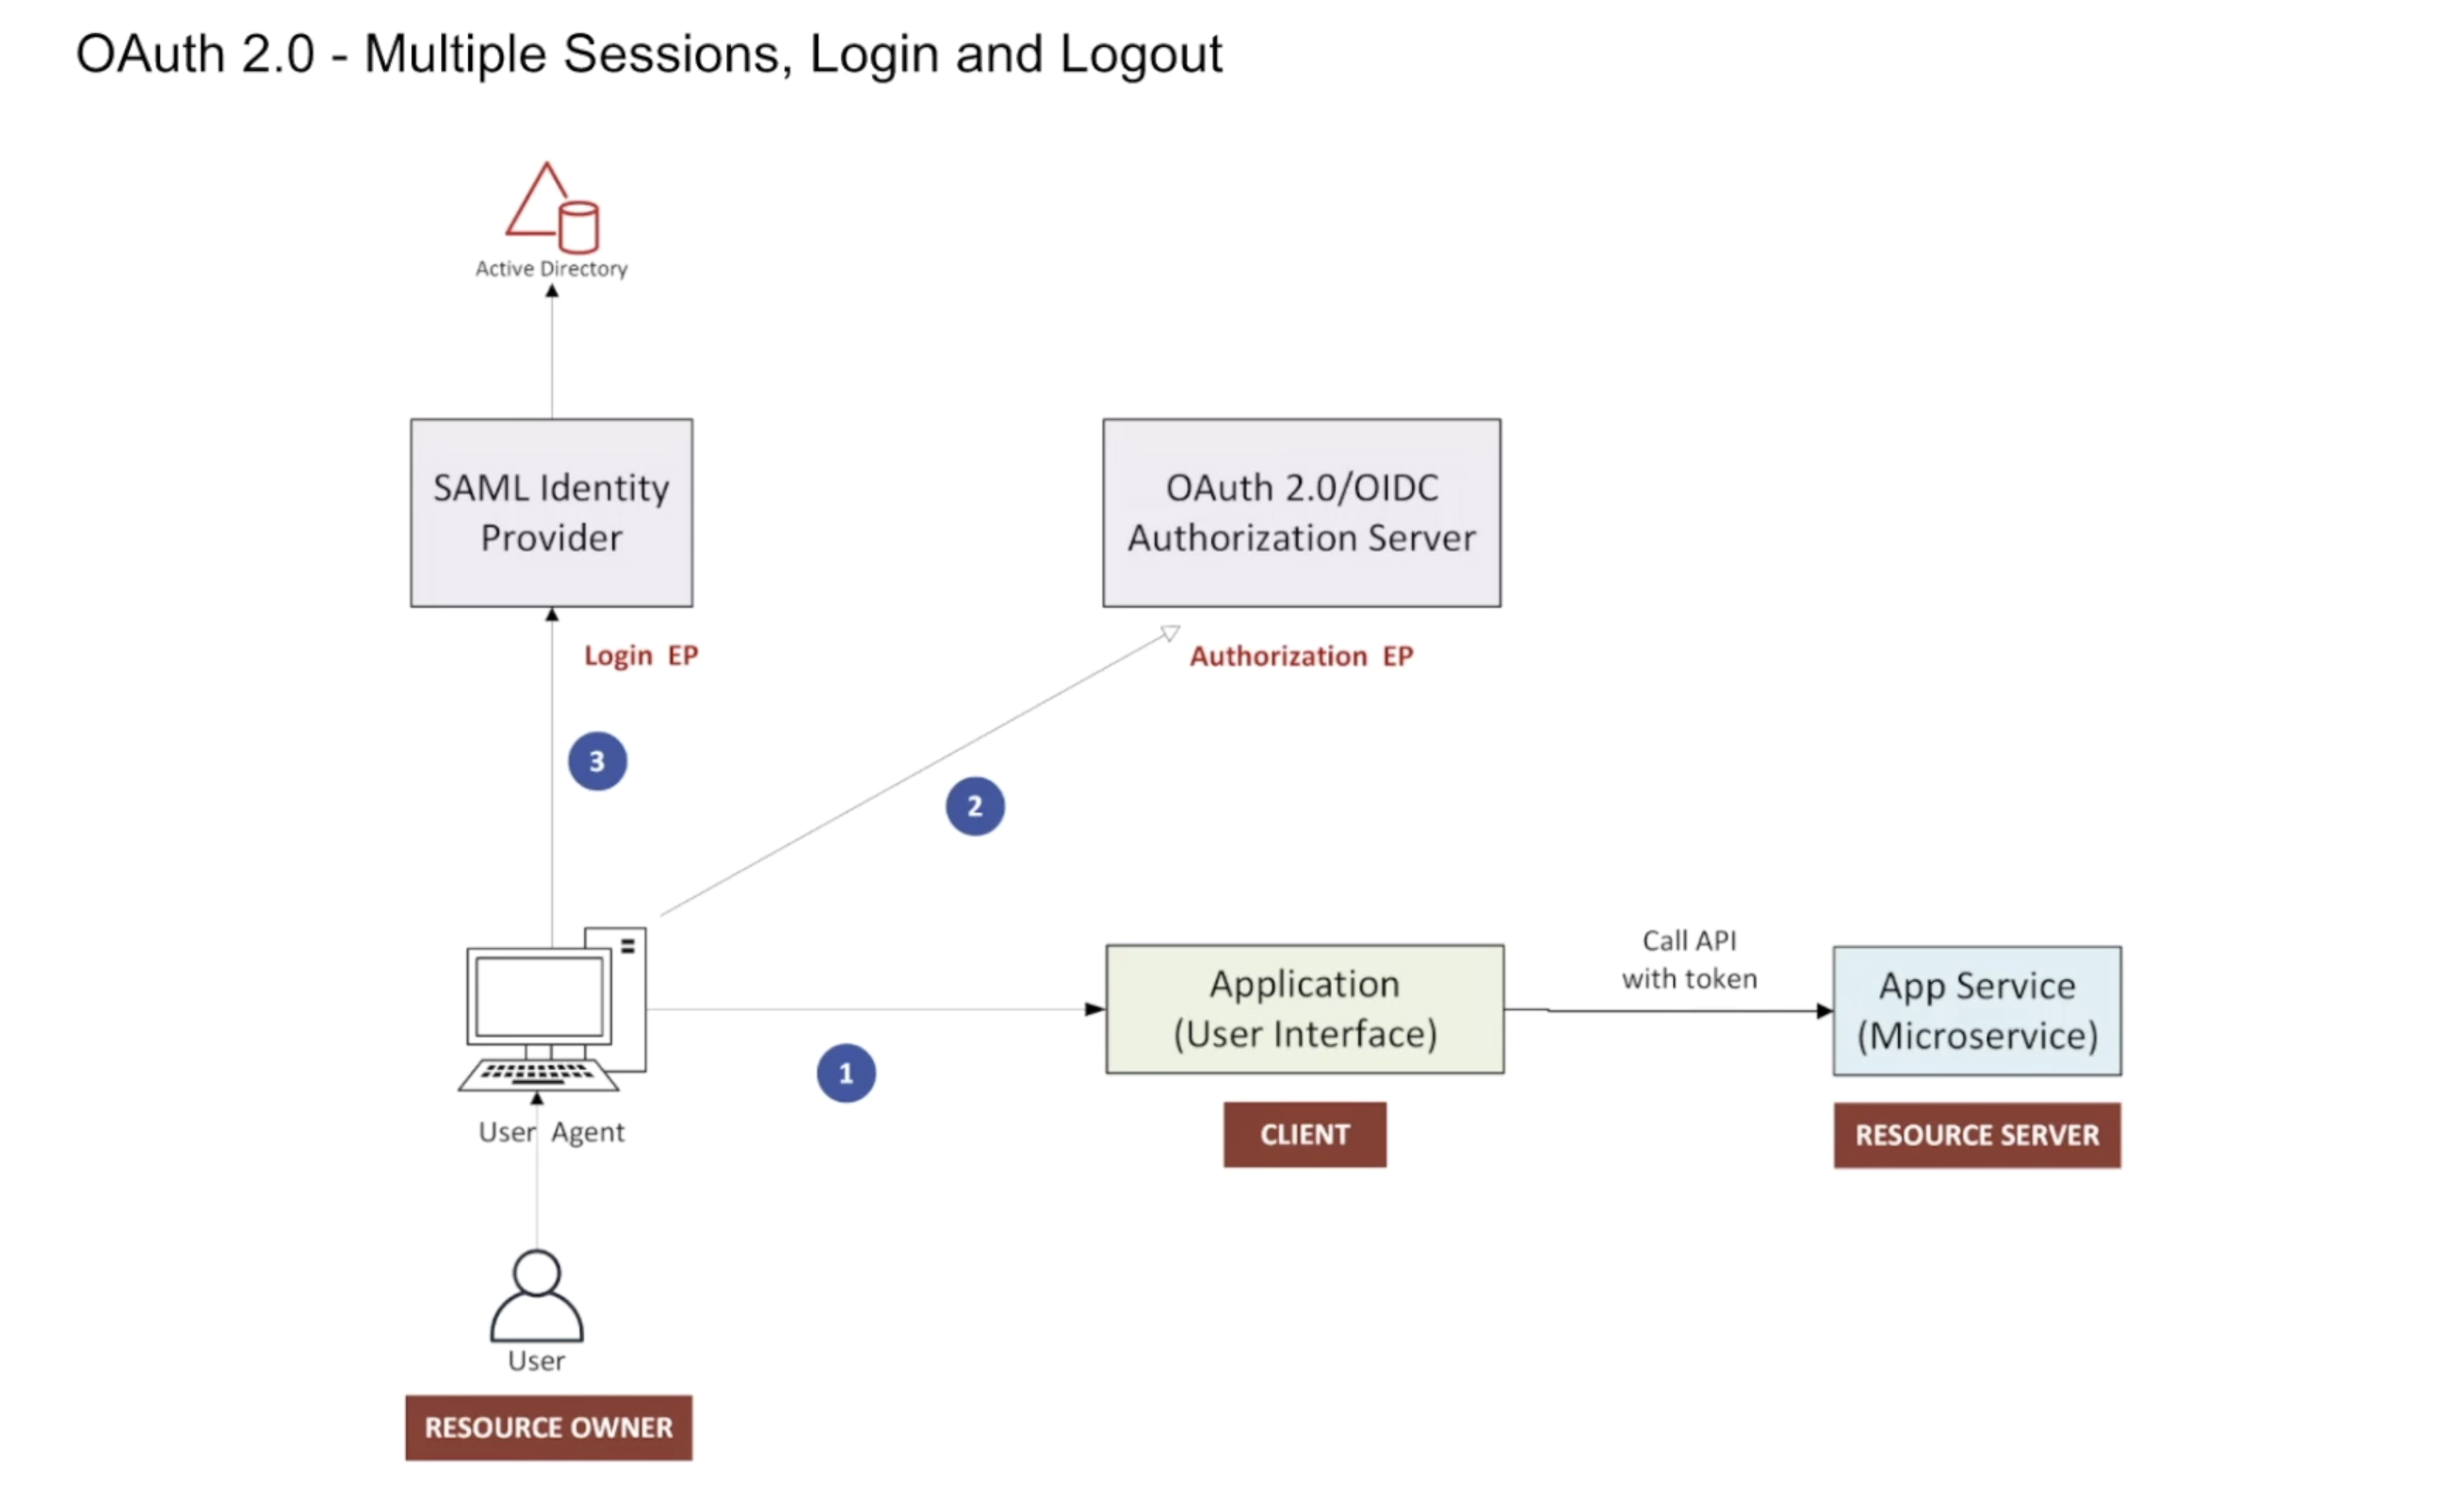 OAuth 2.0 - Multiple Sessions, Login and Logout
Active Directory
SAML Identity
Provider
OAuth 2.0/OIDC
Authorization Server
Login EP
Authorization EP
3
2
Call API
with token
Application
(User Interface)
App Service
(Microservice)
1
User Agent
CLIENT
RESOURCE SERVER
User
RESOURCE OWNER